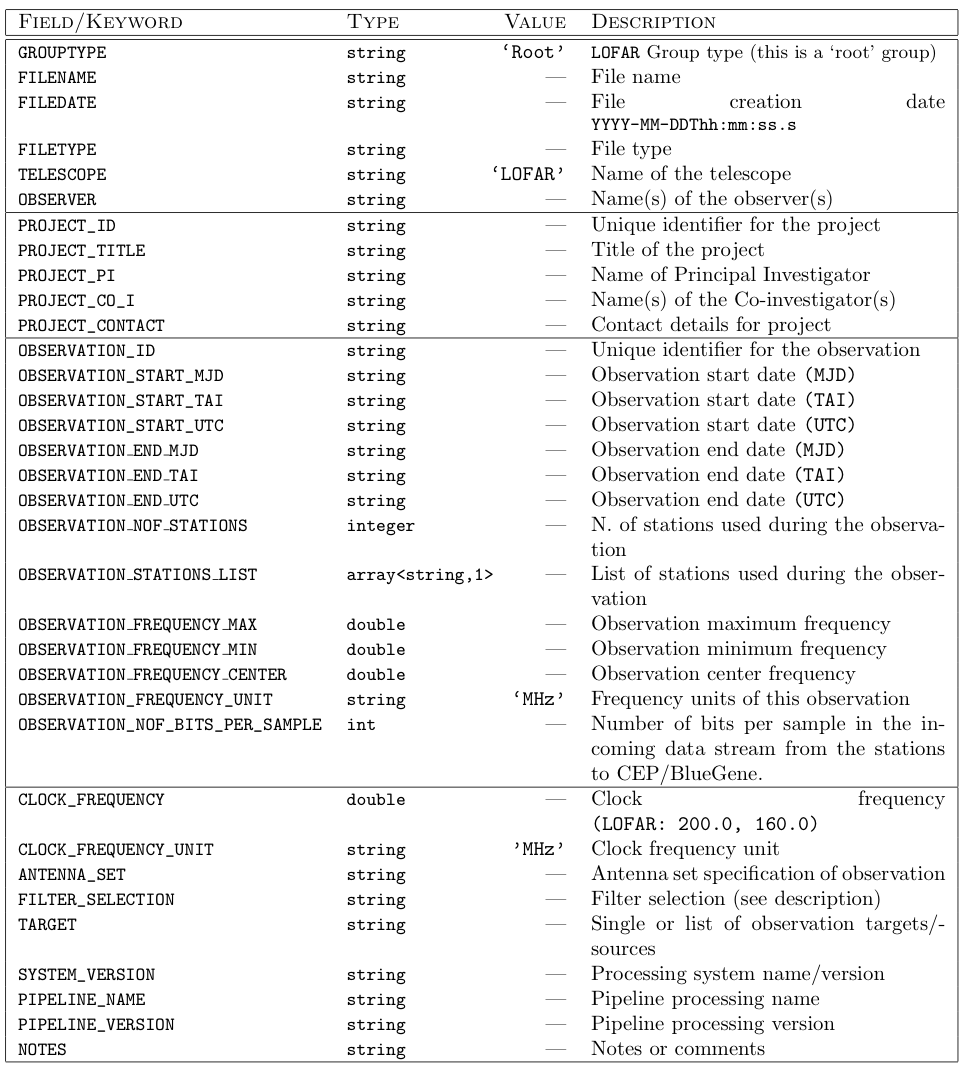 FIELD/KEYWORD TYPE VALUE DESCRIPTION
GROUPTYPE string ‘Root’ LOFAR Group type (this is a ‘root’ group)
FILENAME string — File name
FILEDATE string — File creation date
YYYY-MM-DDThh:mm:ss.s
FILETYPE string — File type
TELESCOPE string ‘LOFAR’ Name of the telescope
OBSERVER string — Name(s) of the observer(s)
PROJECT_ID string — Unique identifier for the project
PROJECT_TITLE string — Title of the project
PROJECT_PI string — Name of Principal Investigator
PROJECT_CO_I string — Name(s) of the Co-investigator(s)
PROJECT_CONTACT string — Contact details for project
OBSERVATION_ID string — Unique identifier for the observation
OBSERVATION_START_MJD string — Observation start date (MJD)
OBSERVATION_START_TAI string — Observation start date (TAI)
OBSERVATION_START_UTC string — Observation start date (UTC)
OBSERVATION_END_MJD string — Observation end date (MJD)
OBSERVATION_END_TAI string — Observation end date (TAI)
OBSERVATION_END_UTC string — Observation end date (UTC)
OBSERVATION_NOF_STATIONS integer — N. of stations used during the observa-
tion
OBSERVATION_STATIONS_LIST array<string,1> — List of stations used during the obser-
vation
OBSERVATION_FREQUENCY_MAX double — Observation maximum frequency
OBSERVATION_FREQUENCY_MIN double — Observation minimum frequency
OBSERVATION_FREQUENCY_CENTER double — Observation center frequency
OBSERVATION_FREQUENCY_UNIT string ‘MHz’ Frequency units of this observation
OBSERVATION_NOF_BITS_PER_SAMPLE int — Number of bits per sample in the in-
coming data stream from the stations
to CEP/BlueGene.
CLOCK_FREQUENCY double — Clock frequency
(LOFAR: 200.0, 160.0)
CLOCK_FREQUENCY_UNIT string ’MHz’ Clock frequency unit
ANTENNA_SET string — Antenna set specification of observation
FILTER_SELECTION string — Filter selection (see description)
TARGET string — Single or list of observation targets/-
sources
SYSTEM_VERSION string — Processing system name/version
PIPELINE_NAME string — Pipeline processing name
PIPELINE_VERSION string — Pipeline processing version
NOTES string — Notes or comments